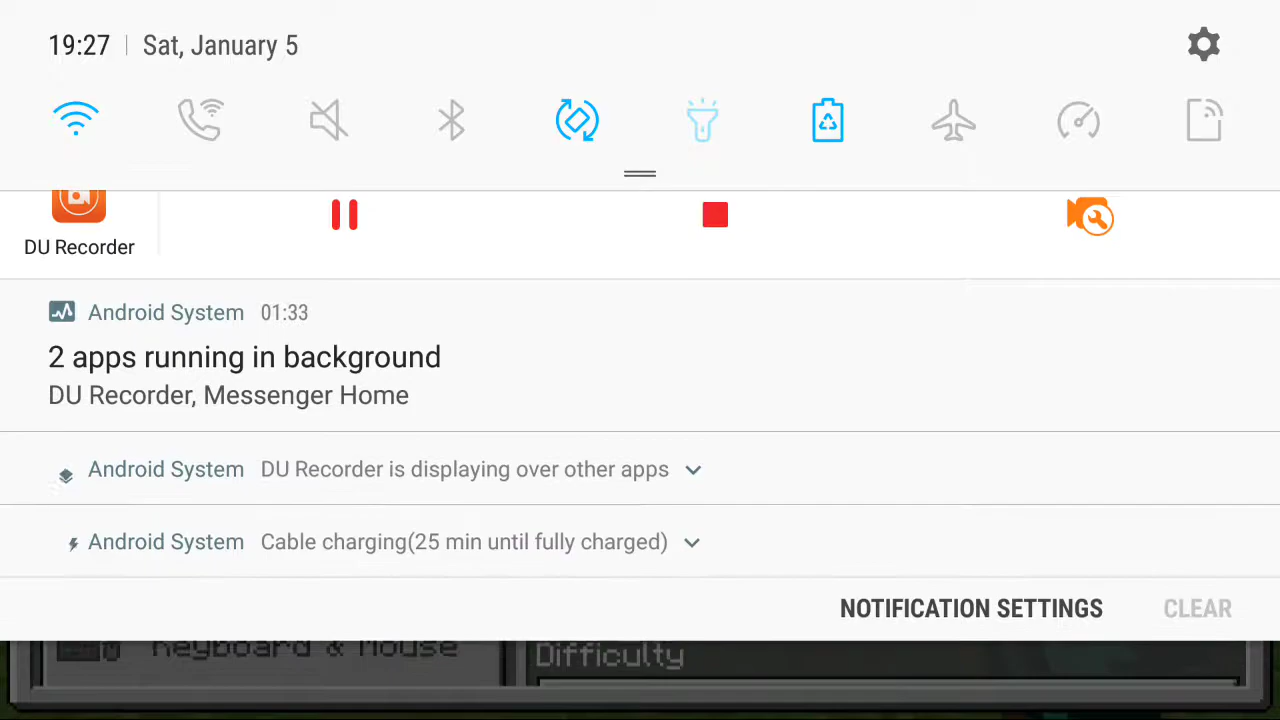 19:27 | Sat, January 5
DU Recorder
Android System 01:33
2 apps running in background
DU Recorder, Messenger Home
Android System DU Recorder is displaying over other apps
Android System Cable charging(25 min until fully charged)
NOTIFICATION SETTINGS CLEAR
Keyboard & Mouse
Difficulty